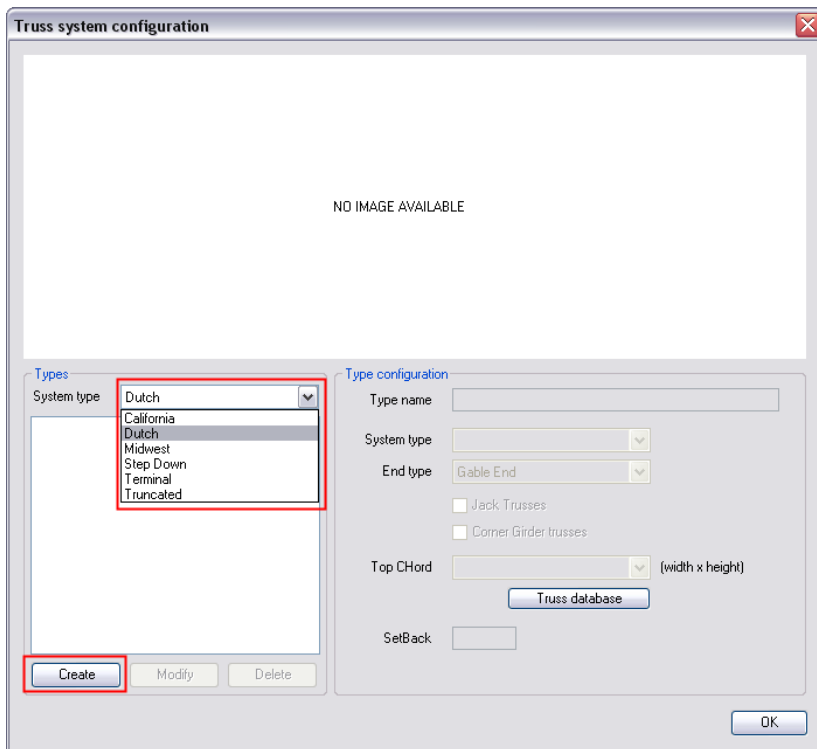 Truss system configuration
NO IMAGE AVAILABLE
Types
System type
Dutch
California
Dutch
Midwest
Step Down
Terminal
Truncated
Create
Modify
Delete
Type configuration
Type name
System type
End type
Gable End
Jack Trusses
Corner Girder trusses
Top CHord
(width x height)
Truss database
SetBack
OK